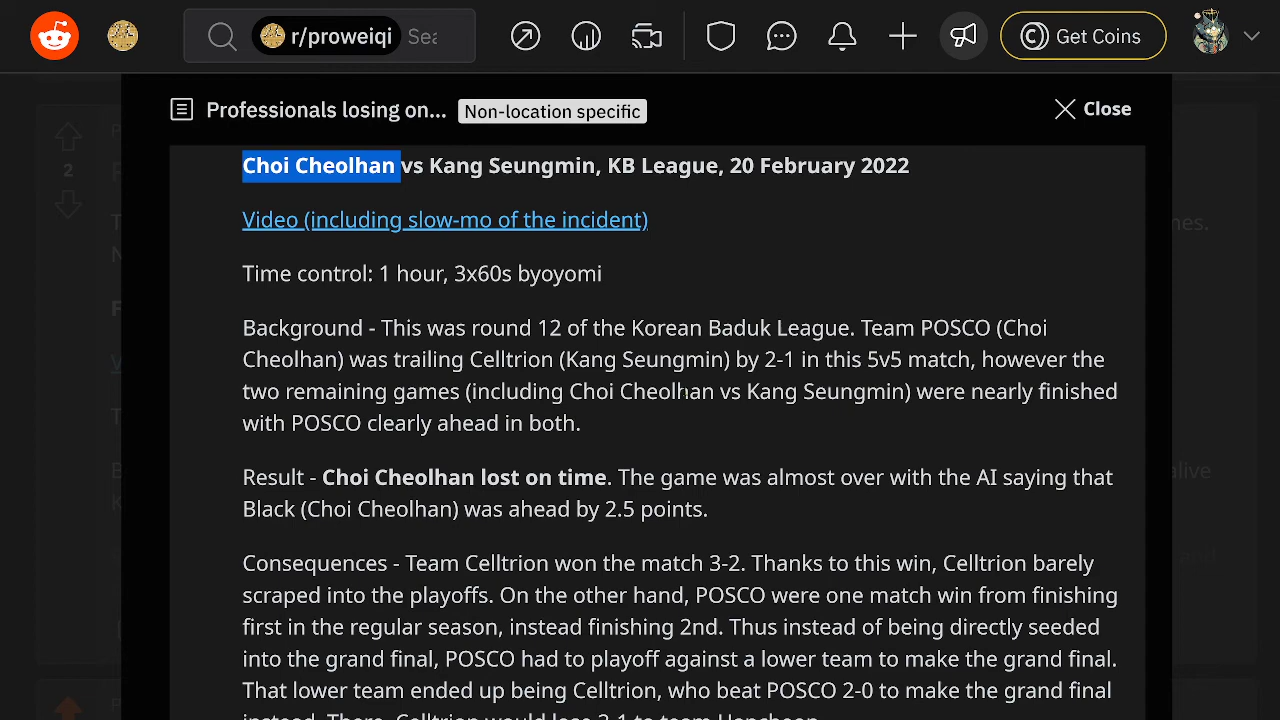 r/proweiqi Sea
Get Coins
Professionals losing on... Non-location specific
Close
2
Choi Cheolhan vs Kang Seungmin, KB League, 20 February 2022
Video (including slow-mo of the incident)
Time control: 1 hour, 3x60s byoyomi
Background - This was round 12 of the Korean Baduk League. Team POSCO (Choi
Cheolhan) was trailing Celltrion (Kang Seungmin) by 2-1 in this 5v5 match, however the
two remaining games (including Choi Cheolhan vs Kang Seungmin) were nearly finished
with POSCO clearly ahead in both.
Result - Choi Cheolhan lost on time. The game was almost over with the AI saying that
Black (Choi Cheolhan) was ahead by 2.5 points.
Consequences - Team Celltrion won the match 3-2. Thanks to this win, Celltrion barely
scraped into the playoffs. On the other hand, POSCO were one match win from finishing
first in the regular season, instead finishing 2nd. Thus instead of being directly seeded
into the grand final, POSCO had to playoff against a lower team to make the grand final.
That lower team ended up being Celltrion, who beat POSCO 2-0 to make the grand final